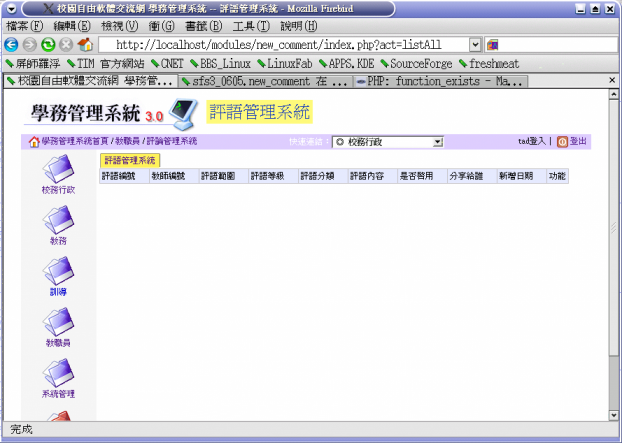 校園自由軟體交流網 學務管理系統 -- 評語管理系統 - Mozilla Firebird
檔案(F) 編輯(E) 檢視(V) 衝(G) 書籤(B) 工具(T) 說明(H)
http://localhost/modules/new_comment/index.php?act=listAll
屏師囍浮 TIM 官方網站 CNET BBS_Linux LinuxFab APPS.KDE SourceForge freshmeat
校園自由軟體交流網 學務管... sfs3_0605.new_comment 在 ... PHP: function_exists - Ma...
學務管理系統 3.0 評語管理系統
學務管理系統首頁 / 教職員 / 評論管理系統 快速連結: 校務行政 tad登入 | 登出
評語管理系統
評語編號 教師編號 評語範圍 評語等級 評語分類 評語內容 是否啟用 分享給誰 新增日期 功能
校務行政
教務
訓導
教職員
系統管理
完成